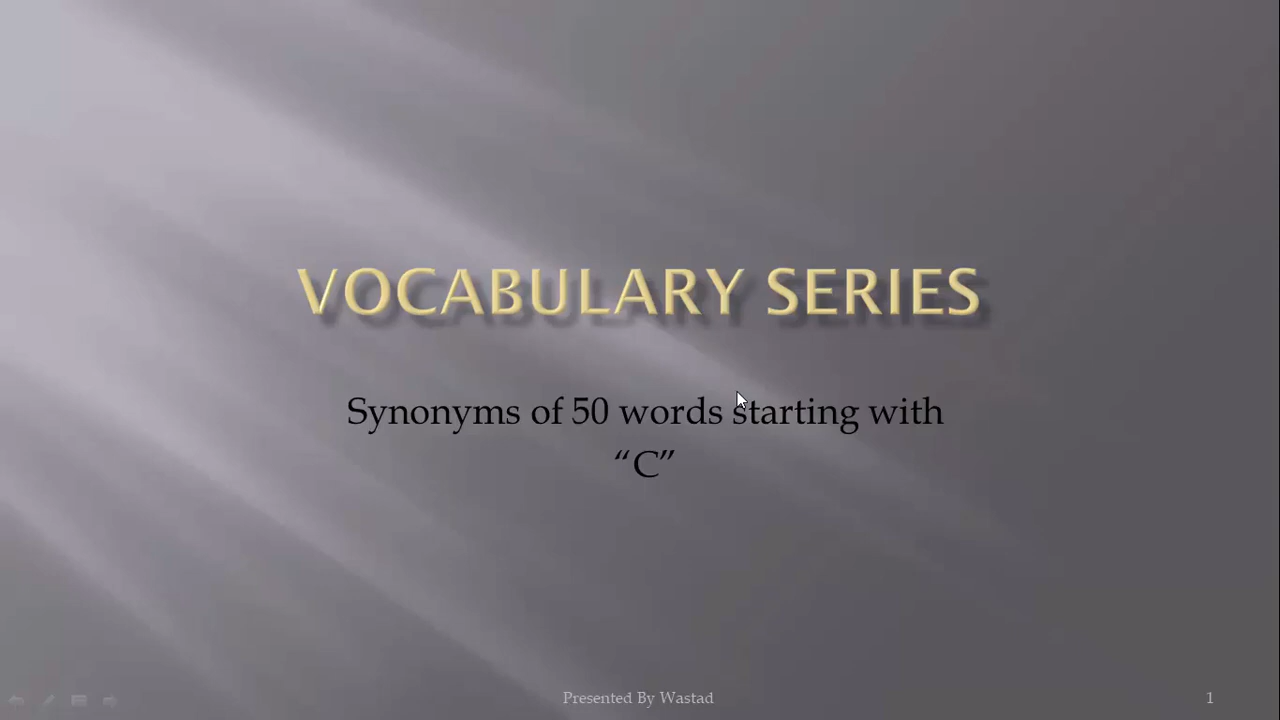 VOCABULARY SERIES
Synonyms of 50 words starting with
“C”
Presented By Wastad
1